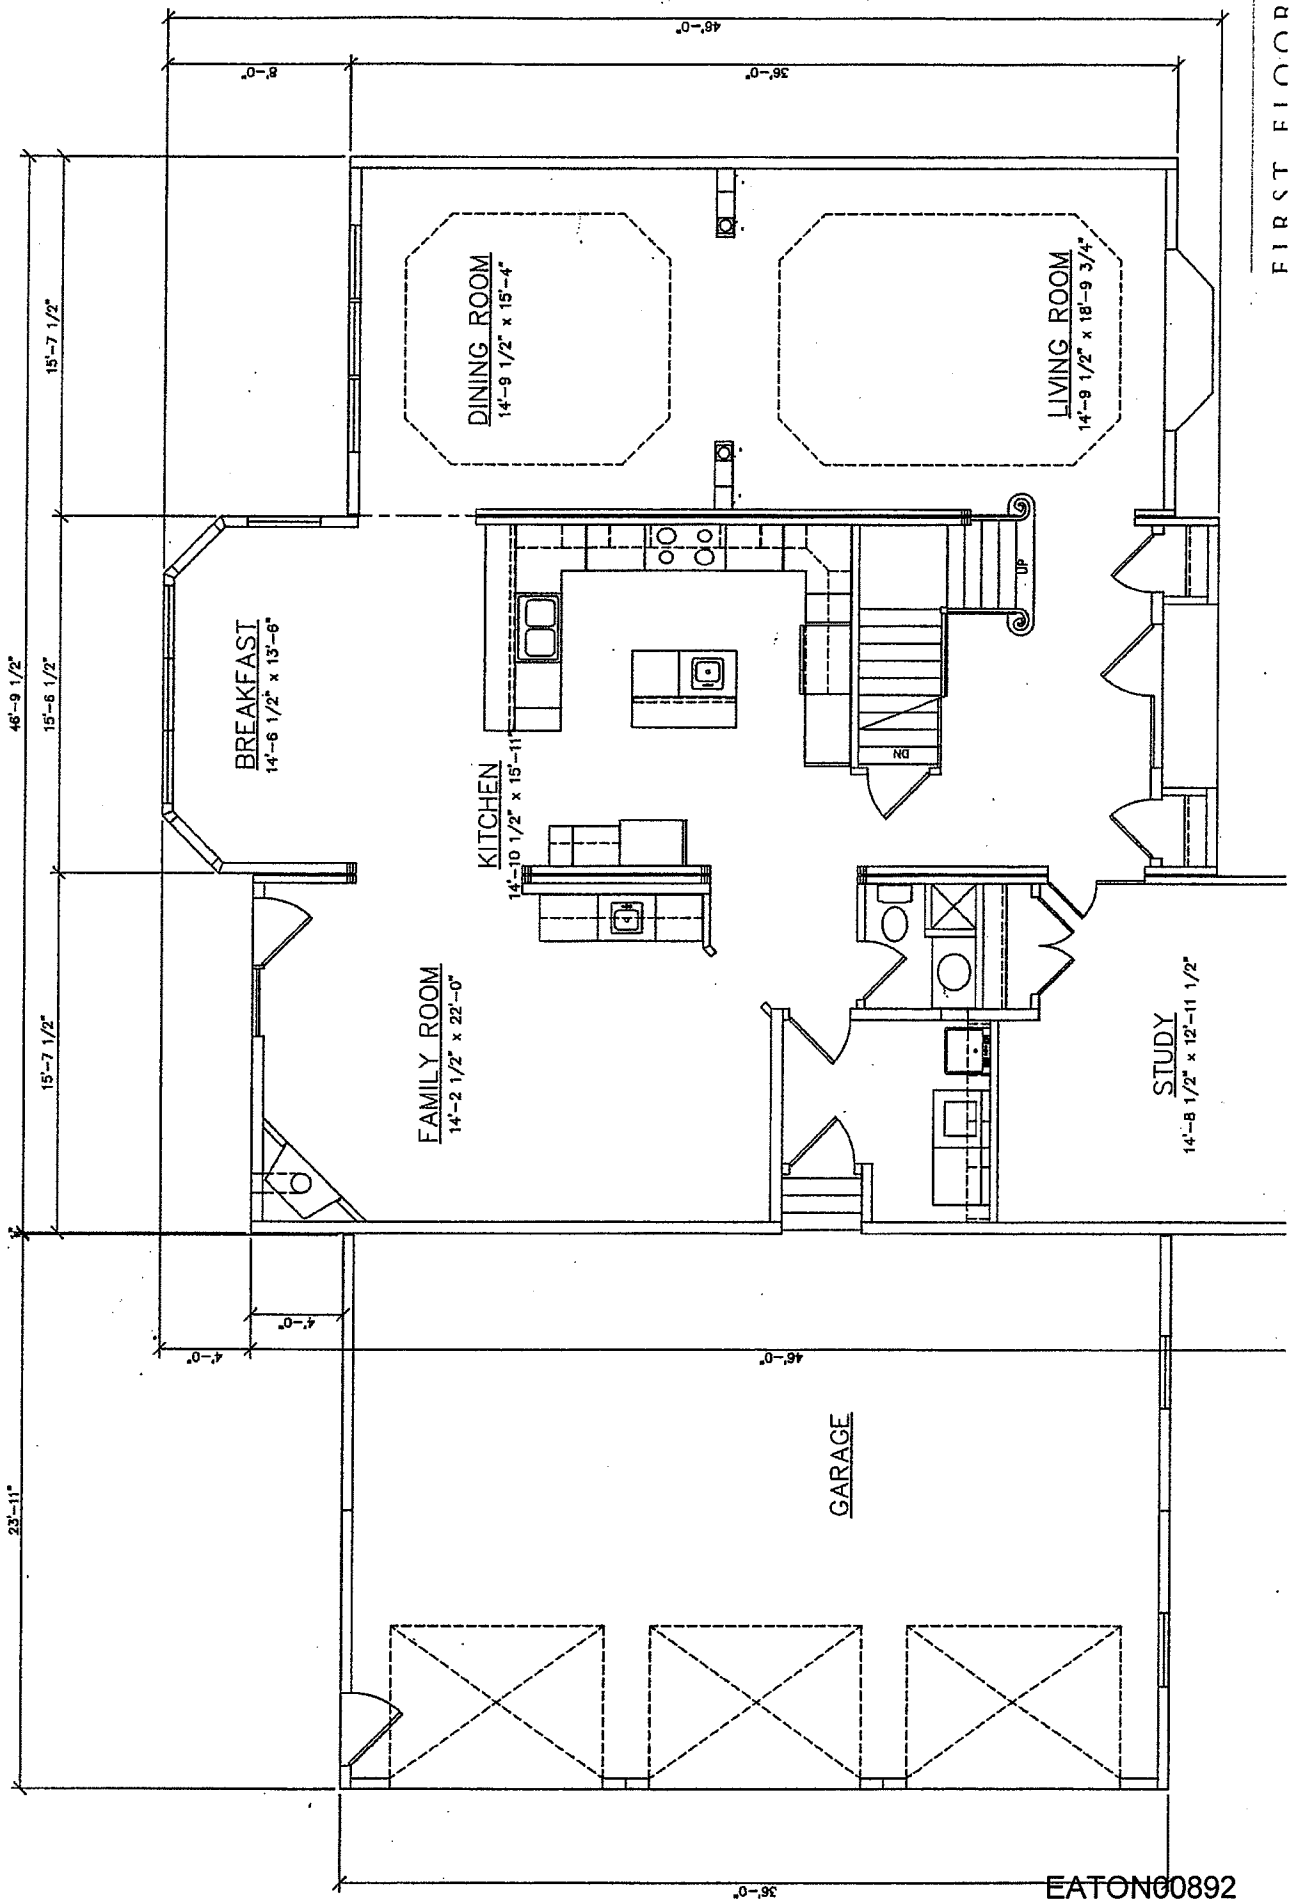 23'-11"
46'-9 1/2"
15'-7 1/2"
15'-6 1/2"
15'-7 1/2"
4'-0"
4'-0"
8'-0"
46'-0"
BREAKFAST
14'-6 1/2" x 13'-6"
FAMILY ROOM
14'-2 1/2" x 22'-0"
KITCHEN
14'-10 1/2" x 15'-11"
DINING ROOM
14'-9 1/2" x 15'-4"
36'-0"
46'-0"
36'-0"
GARAGE
DN
UP
LIVING ROOM
14'-9 1/2" x 18'-9 3/4"
STUDY
14'-8 1/2" x 12'-11 1/2"
FIRST FLOOR
EATON00892